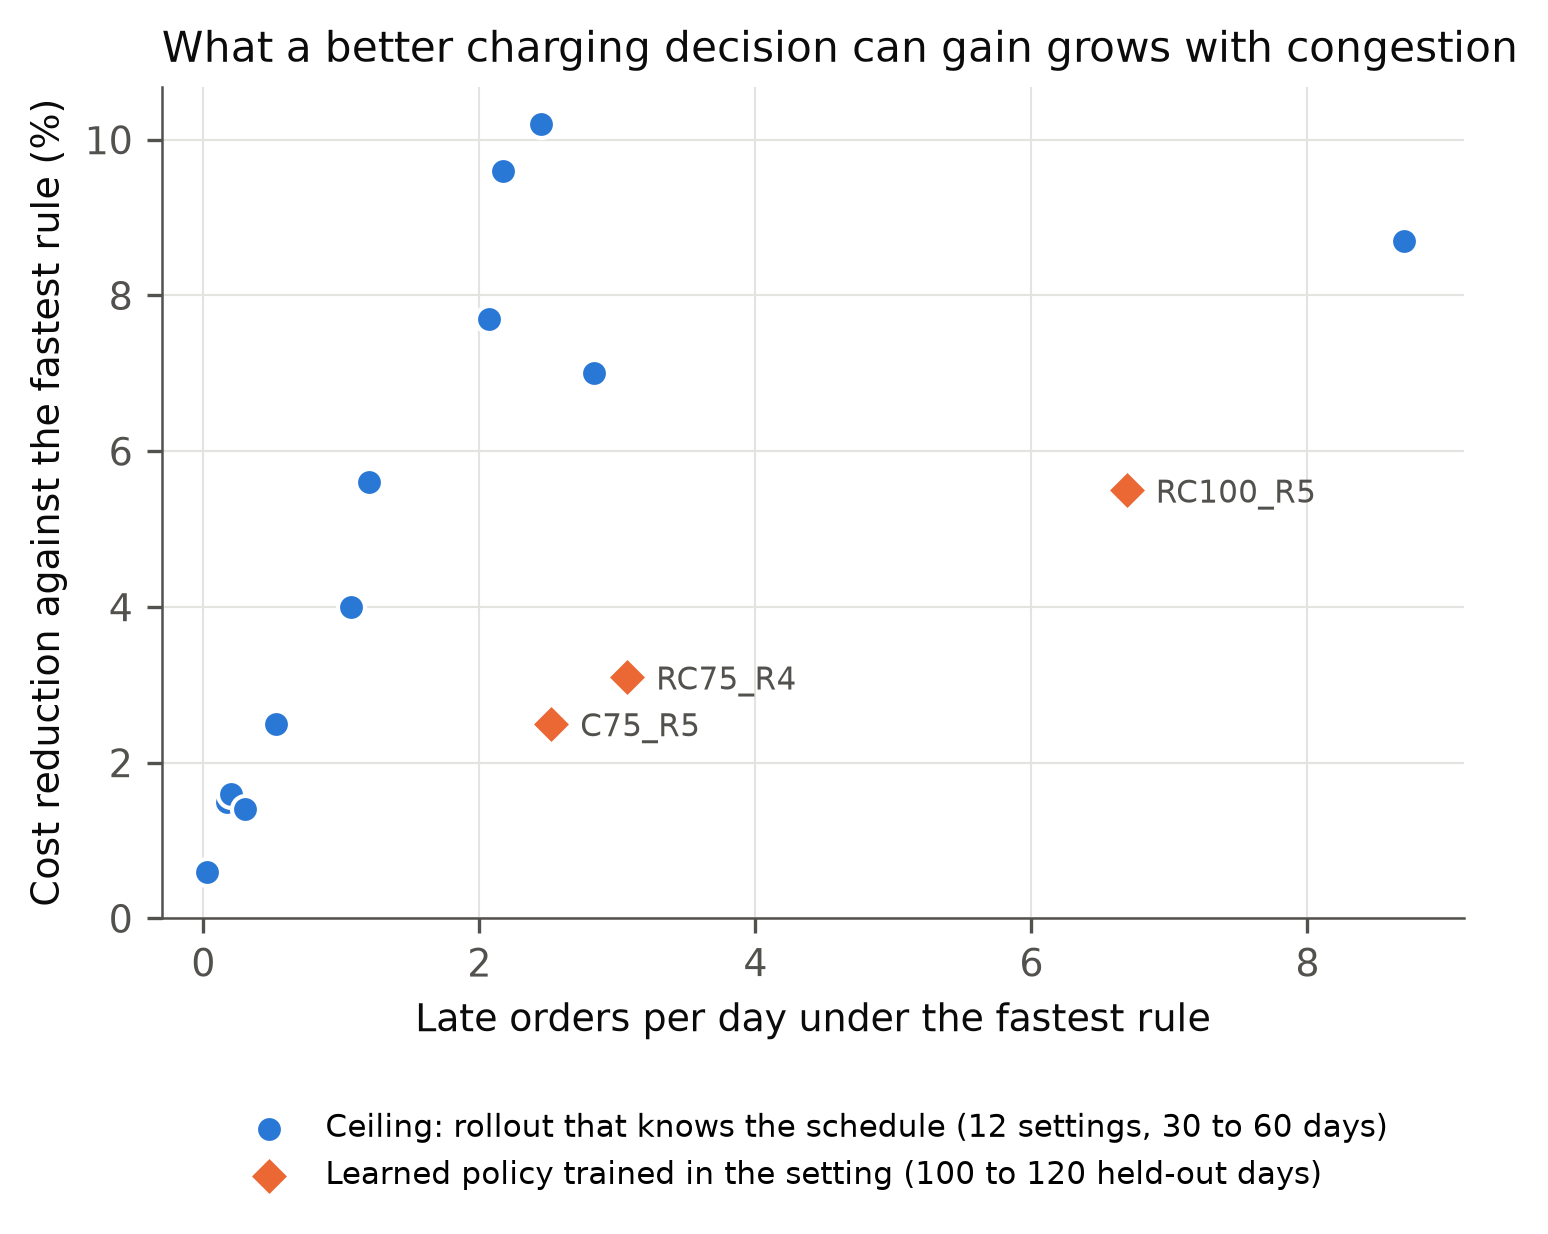 What a better charging decision can gain grows with congestion
Cost reduction against the fastest rule (%)
10
8
6
4
2
0
RC100_R5
RC75_R4
C75_R5
0 2 4 6 8
Late orders per day under the fastest rule
Ceiling: rollout that knows the schedule (12 settings, 30 to 60 days)
Learned policy trained in the setting (100 to 120 held-out days)